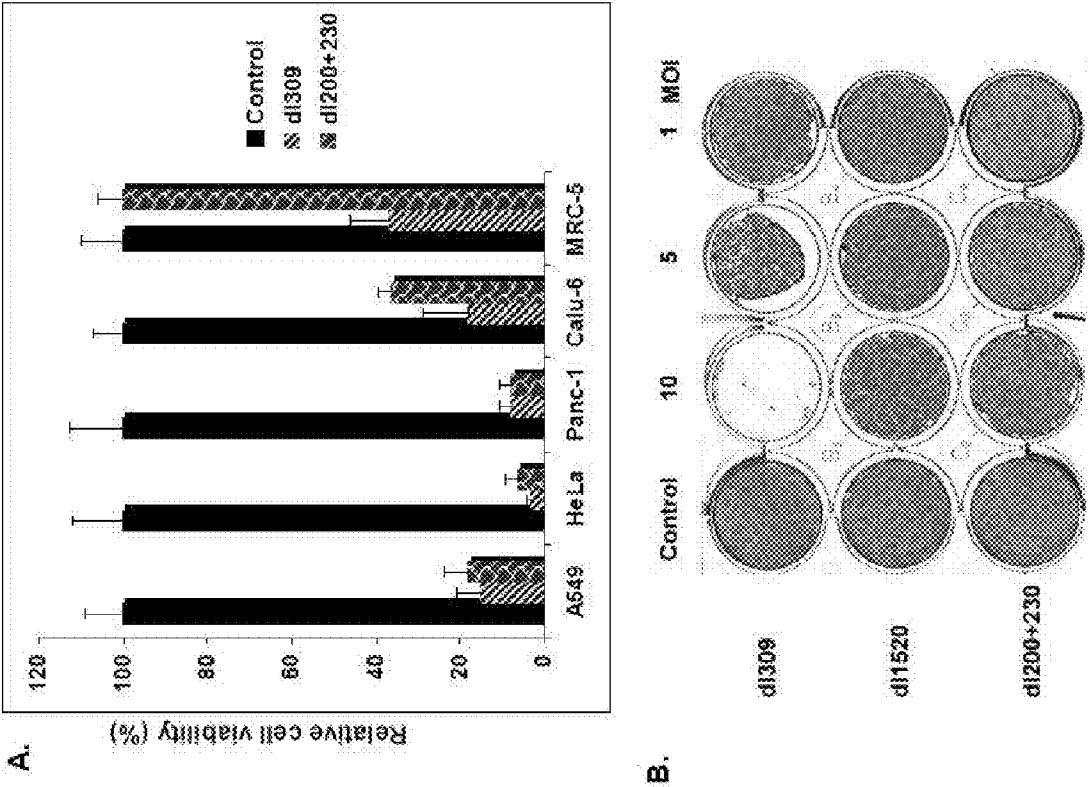 A.
Relative cell viability (%)
120
100
80
60
40
20
0
A549 HeLa Panc-1 Calu-6 MRC-5
Control
dl309
dl200+230
B.
Control 10 5 1 MOI
dl309
dl1520
dl200+230